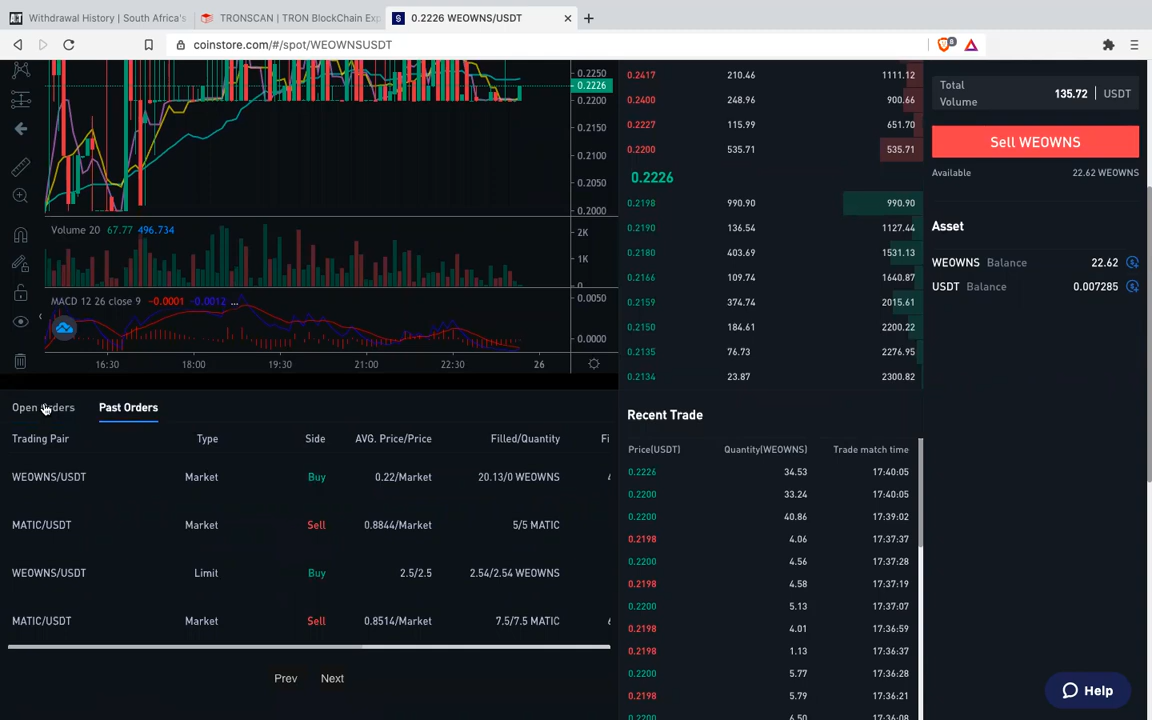 Withdrawal History | South Africa's
TRONSCAN | TRON BlockChain Exp
0.2226 WEOWNS/USDT
coinstore.com/#/spot/WEOWNSUSDT
0.2250
0.2226
0.2200
0.2150
0.2100
0.2050
0.2000
Volume 20 67.77 496.734
2K
1K
MACD 12 26 close 9 −0.0001 −0.0012 ...
0.0050
0.0000
16:30 18:00 19:30 21:00 22:30 26
0.2417 210.46 1111.12
0.2400 248.96 900.66
0.2227 115.99 651.70
0.2200 535.71 535.71
0.2226
0.2198 990.90 990.90
0.2190 136.54 1127.44
0.2180 403.69 1531.13
0.2166 109.74 1640.87
0.2159 374.74 2015.61
0.2150 184.61 2200.22
0.2135 76.73 2276.95
0.2134 23.87 2300.82
Total Volume 135.72 USDT
Sell WEOWNS
Available 22.62 WEOWNS
Asset
WEOWNS Balance 22.62
USDT Balance 0.007285
Open Orders Past Orders
Trading Pair Type Side AVG. Price/Price Filled/Quantity Fi
WEOWNS/USDT Market Buy 0.22/Market 20.13/0 WEOWNS
MATIC/USDT Market Sell 0.8844/Market 5/5 MATIC
WEOWNS/USDT Limit Buy 2.5/2.5 2.54/2.54 WEOWNS
MATIC/USDT Market Sell 0.8514/Market 7.5/7.5 MATIC
Prev Next
Recent Trade
Price(USDT) Quantity(WEOWNS) Trade match time
0.2226 34.53 17:40:05
0.2200 33.24 17:40:05
0.2200 40.86 17:39:02
0.2198 4.06 17:37:37
0.2200 4.56 17:37:28
0.2198 4.58 17:37:19
0.2200 5.13 17:37:07
0.2198 4.01 17:36:59
0.2198 1.13 17:36:37
0.2200 5.77 17:36:28
0.2198 5.79 17:36:21
0.2200 6.50 17:36:08
Help